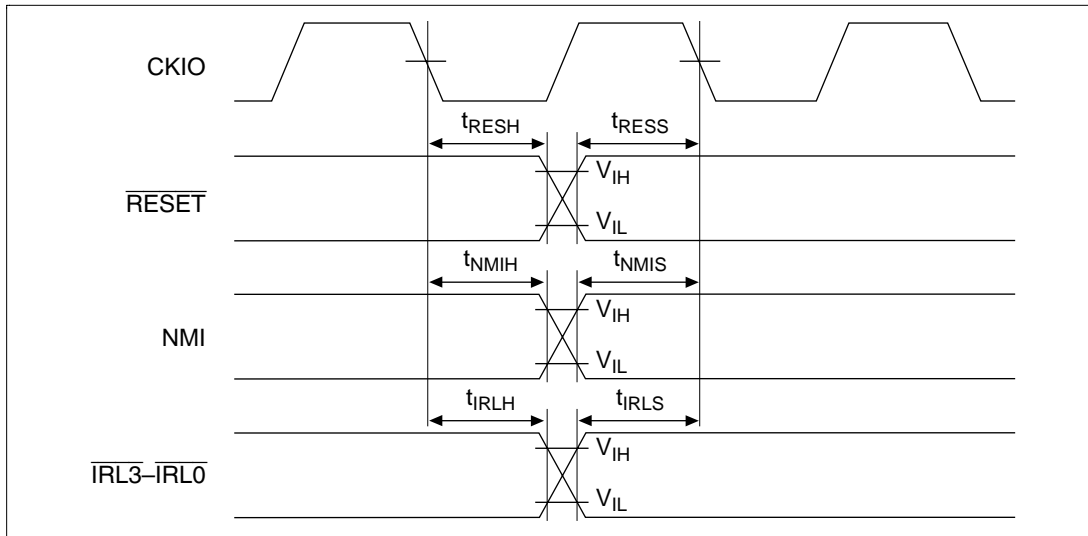 CKIO
tRESH tRESS
RESET
VIH
VIL
tNMIH tNMIS
NMI
VIH
VIL
tIRLH tIRLS
IRL3–IRL0
VIH
VIL